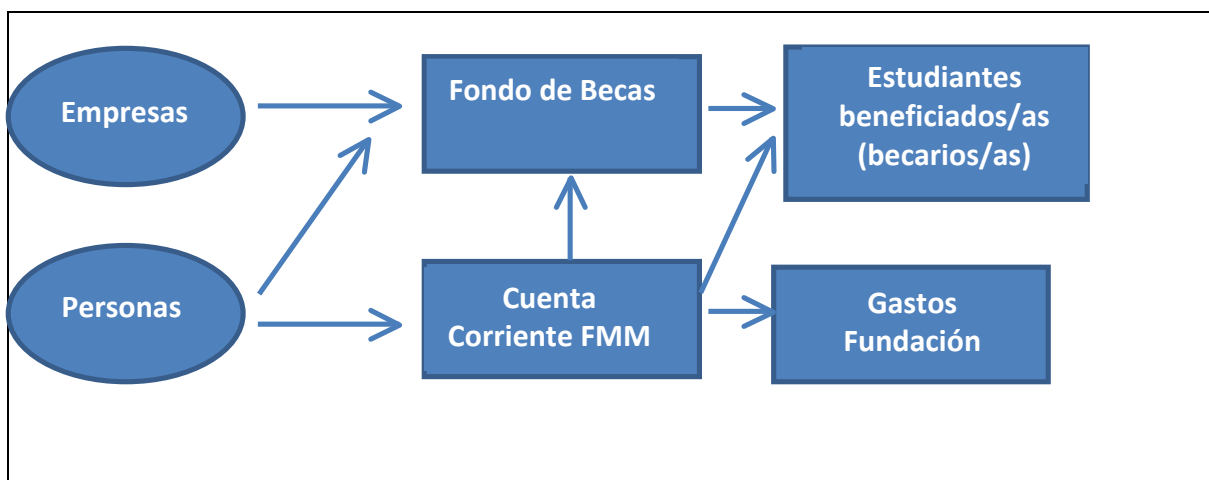 Empresas
Fondo de Becas
Estudiantes
beneficiados/as
(becarios/as)
Personas
Cuenta
Corriente FMM
Gastos
Fundación